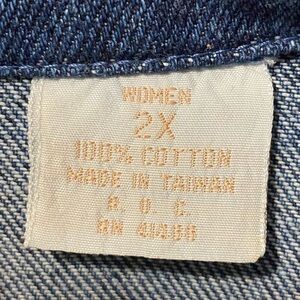 WOMEN
2X
100% COTTON
MADE IN TAIWAN
R. O. C.
RN